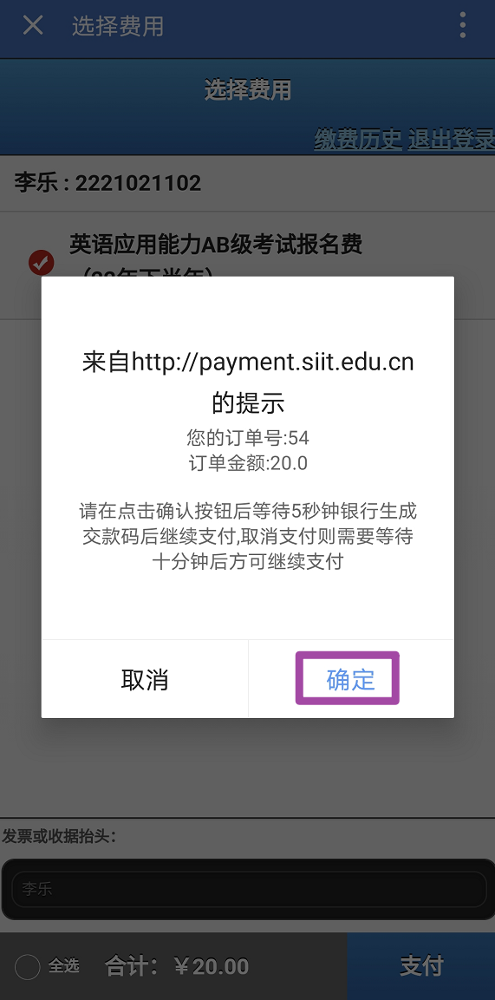 选择费用
选择费用
缴费历史 退出登录
李乐 : 2221021102
英语应用能力AB级考试报名费
（22年下半年）
来自http://payment.siit.edu.cn
的提示
您的订单号:54
订单金额:20.0
请在点击确认按钮后等待5秒钟银行生成
交款码后继续支付,取消支付则需要等待
十分钟后方可继续支付
取消
确定
发票或收据抬头：
李乐
全选
合计：￥20.00
支付